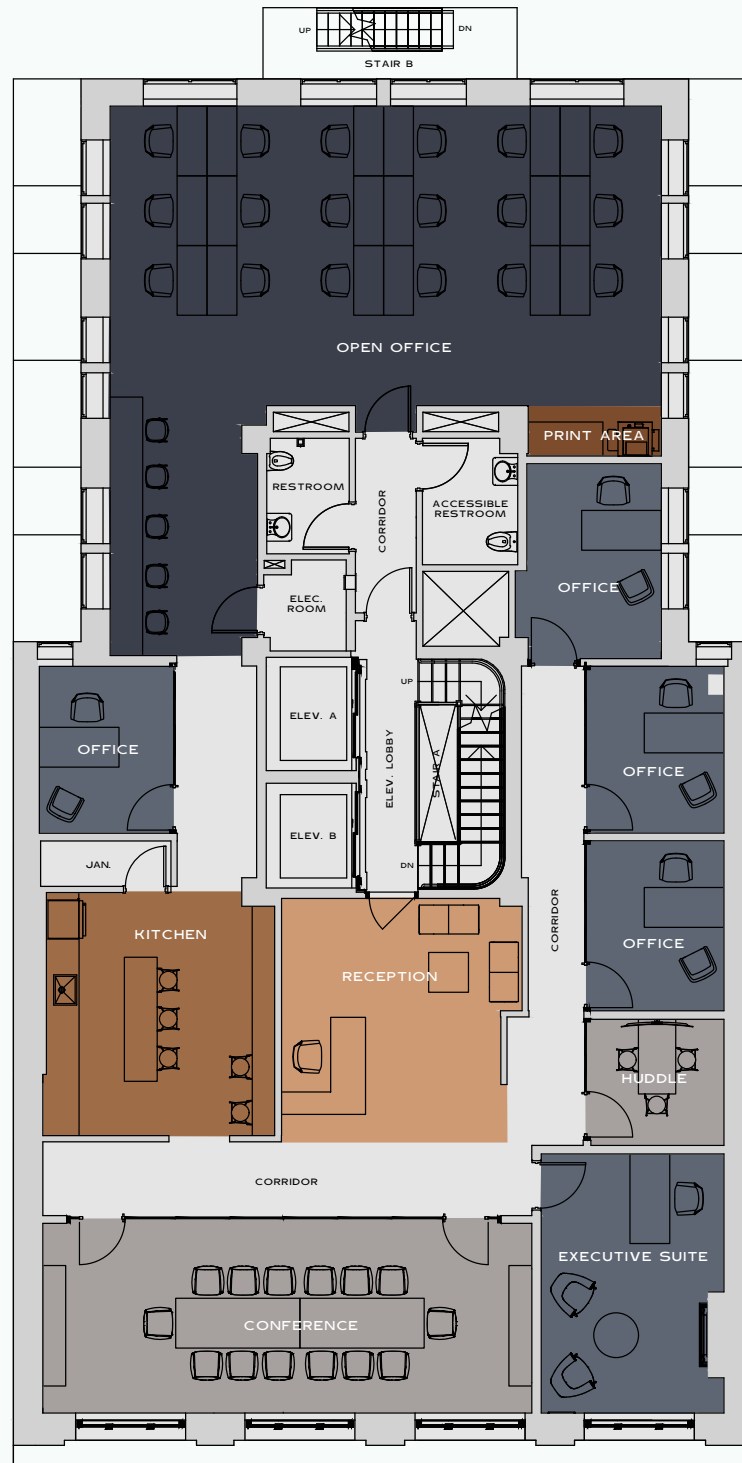 UP
DN
STAIR B
OPEN OFFICE
PRINT AREA
RESTROOM
CORRIDOR
ACCESSIBLE
RESTROOM
ELEC.
ROOM
OFFICE
UP
ELEV. A
ELEV. LOBBY
STAIR A
OFFICE
OFFICE
ELEV. B
JAN.
DN
KITCHEN
RECEPTION
CORRIDOR
OFFICE
HUDDLE
CORRIDOR
EXECUTIVE SUITE
CONFERENCE